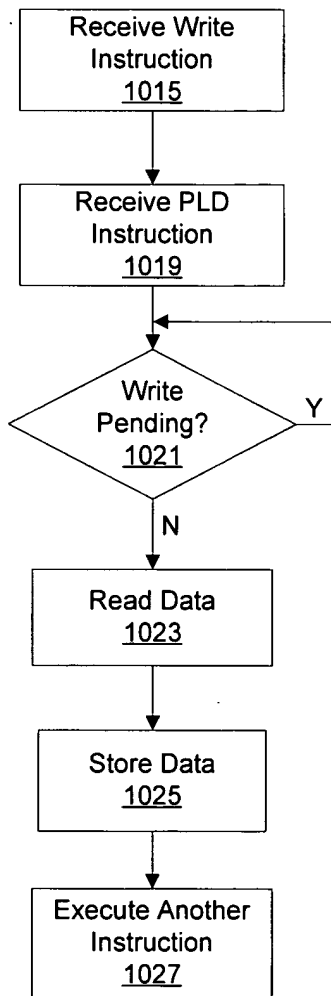 Receive Write
Instruction
1015
Receive PLD
Instruction
1019
Write
Pending?
1021
Y
N
Read Data
1023
Store Data
1025
Execute Another
Instruction
1027